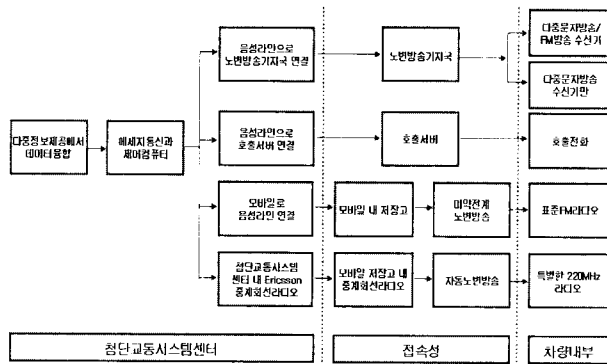 다중문자방송/
FM방송 수신기
음성라인으로
노변방송기지국 연결
노변방송기지국
다중문자방송
수신기만
다중정보제공에서
데이터융합
메세지통신과
제어컴퓨터
음성라인으로
호출서버 연결
호출서버
호출전화
모바일로
음성라인 연결
모바일 내 저장고
미약전계
노변방송
표준FM라디오
첨단교통시스템
센터 내 Ericsson
중계회선라디오
모바일 저장고 내
중계회선라디오
자동노변방송
특별한 220MHz
라디오
첨단교통시스템센터
접속성
차량내부